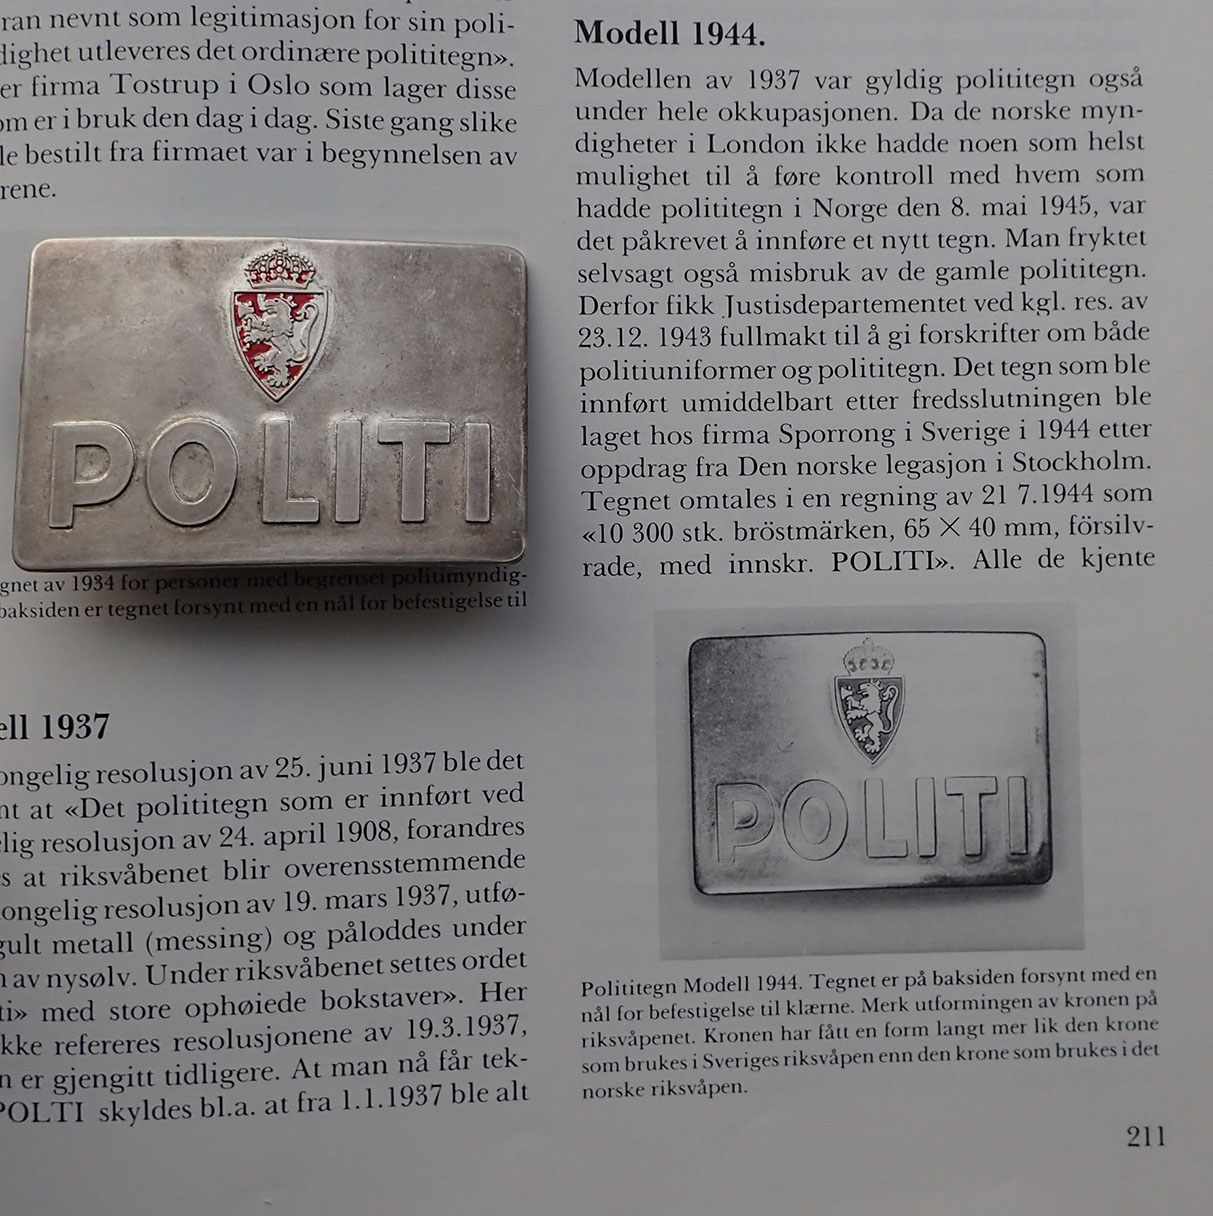 ran nevnt som legitimasjon for sin poli-
dighet utleveres det ordinære polititegn».
er firma Tostrup i Oslo som lager disse
om er i bruk den dag i dag. Siste gang slike
le bestilt fra firmaet var i begynnelsen av
rene.
POLITI
gnet av 1934 for personer med begrenset politimyndig-
baksiden er tegnet forsynt med en nål for befestigelse til
ell 1937
ongelig resolusjon av 25. juni 1937 ble det
nt at «Det polititegn som er innført ved
elig resolusjon av 24. april 1908, forandres
s at riksvåbenet blir overensstemmende
ongelig resolusjon av 19. mars 1937, utfø-
gult metall (messing) og påloddes under
n av nysølv. Under riksvåbenet settes ordet
ti» med store ophøiede bokstaver». Her
kke refereres resolusjonene av 19.3.1937,
n er gjengitt tidligere. At man nå får tek-
POLTI skyldes bl.a. at fra 1.1.1937 ble alt
Modell 1944.
Modellen av 1937 var gyldig polititegn også
under hele okkupasjonen. Da de norske myn-
digheter i London ikke hadde noen som helst
mulighet til å føre kontroll med hvem som
hadde polititegn i Norge den 8. mai 1945, var
det påkrevet å innføre et nytt tegn. Man fryktet
selvsagt også misbruk av de gamle polititegn.
Derfor fikk Justisdepartementet ved kgl. res. av
23.12. 1943 fullmakt til å gi forskrifter om både
politiuniformer og polititegn. Det tegn som ble
innført umiddelbart etter fredsslutningen ble
laget hos firma Sporrong i Sverige i 1944 etter
oppdrag fra Den norske legasjon i Stockholm.
Tegnet omtales i en regning av 21 7.1944 som
«10 300 stk. bröstmärken, 65 × 40 mm, försilv-
rade, med innskr. POLITI». Alle de kjente
POLITI
Polititegn Modell 1944. Tegnet er på baksiden forsynt med en
nål for befestigelse til klærne. Merk utformingen av kronen på
riksvåpenet. Kronen har fått en form langt mer lik den krone
som brukes i Sveriges riksvåpen enn den krone som brukes i det
norske riksvåpen.
211